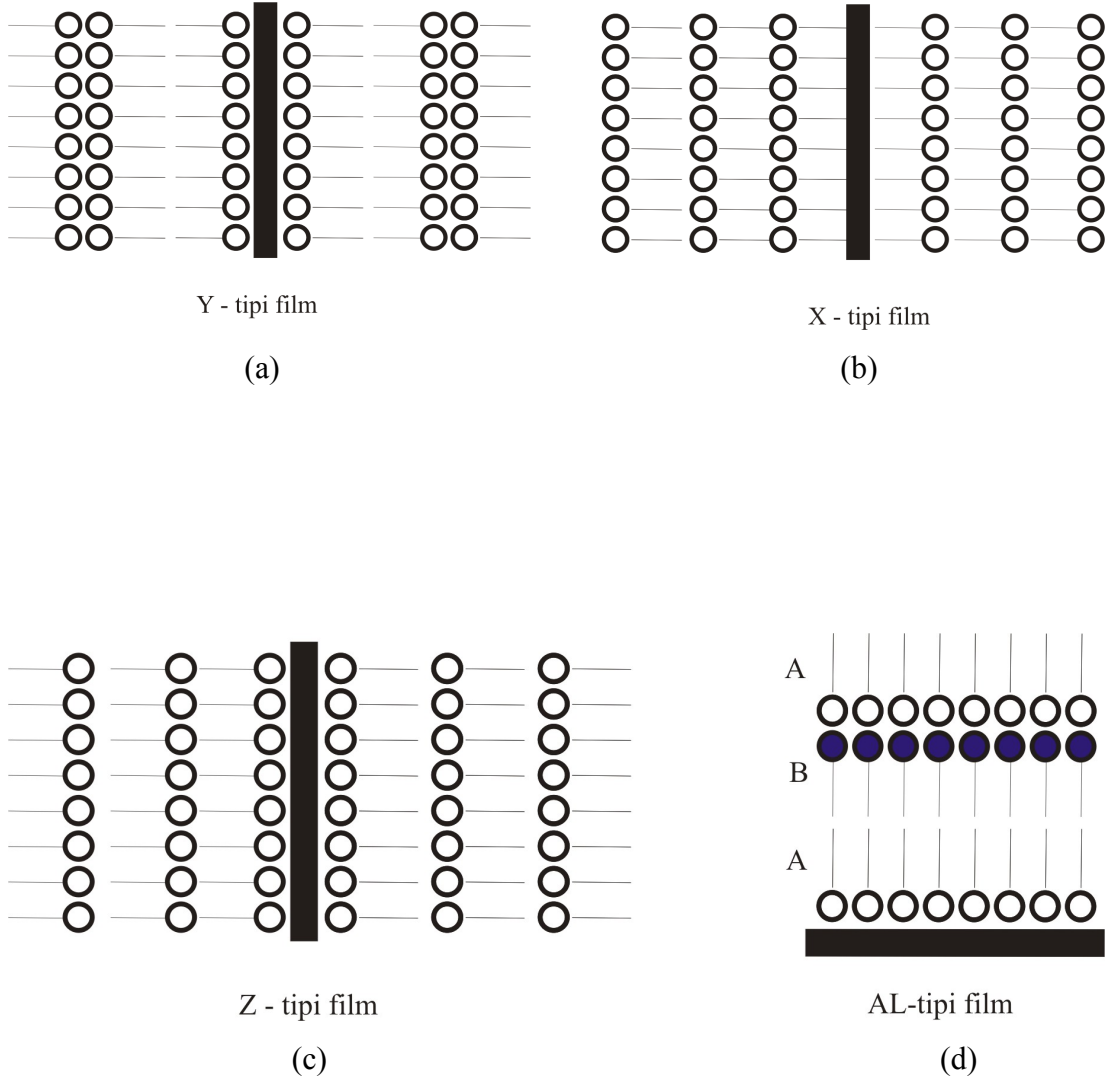 Y - tipi film
(a)
X - tipi film
(b)
Z - tipi film
(c)
A
B
A
AL-tipi film
(d)